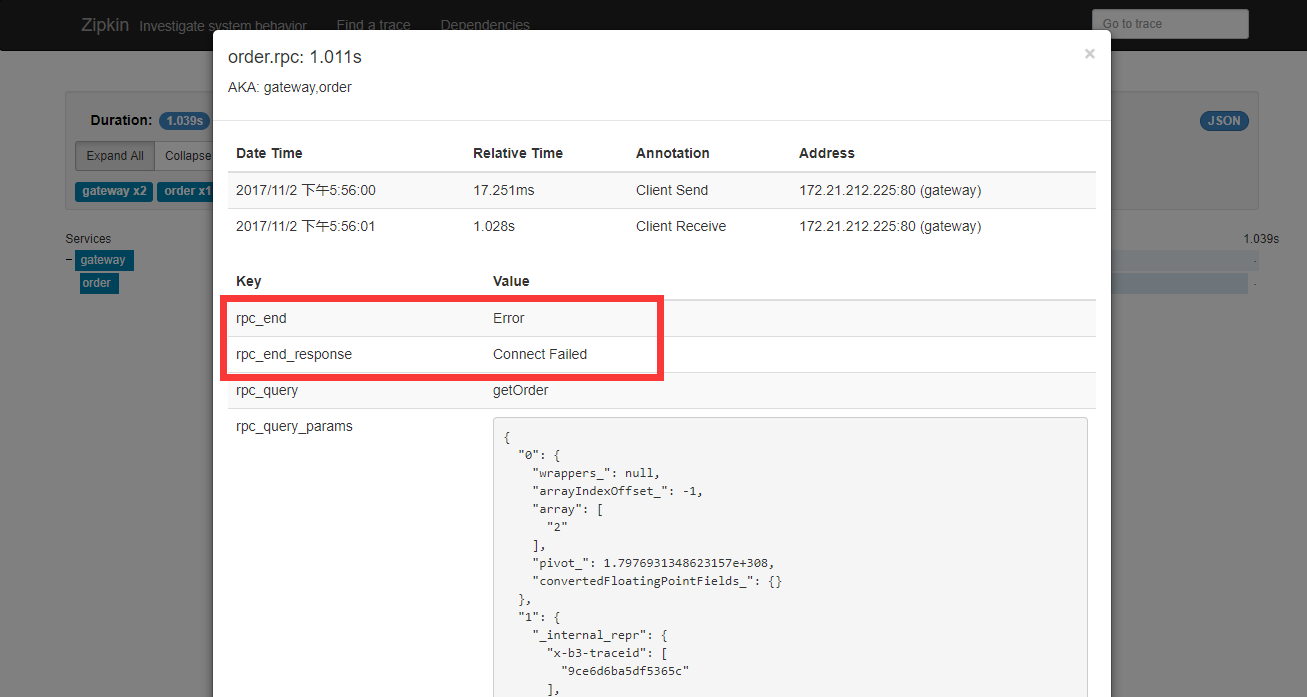 Zipkin Investigate system behavior Find a trace Dependencies Go to trace
order.rpc: 1.011s ×
AKA: gateway,order
Duration: 1.039s JSON
Expand All Collapse
gateway x2 order x1
Date Time Relative Time Annotation Address
2017/11/2 下午5:56:00 17.251ms Client Send 172.21.212.225:80 (gateway)
2017/11/2 下午5:56:01 1.028s Client Receive 172.21.212.225:80 (gateway)
Services 1.039s
− gateway
order
Key Value
rpc_end Error
rpc_end_response Connect Failed
rpc_query getOrder
rpc_query_params
{
"0": {
"wrappers_": null,
"arrayIndexOffset_": -1,
"array": [
"2"
],
"pivot_": 1.7976931348623157e+308,
"convertedFloatingPointFields_": {}
},
"1": {
"_internal_repr": {
"x-b3-traceid": [
"9ce6d6ba5df5365c"
],